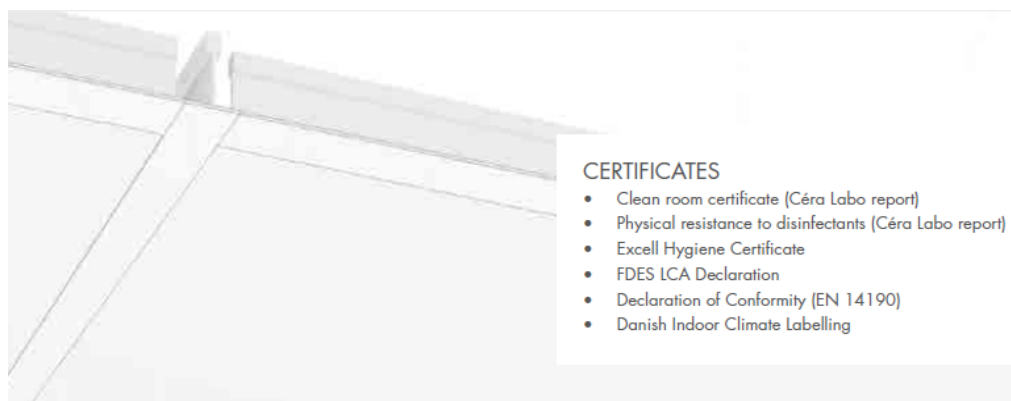 CERTIFICATES
• Clean room certificate (Céra Labo report)
• Physical resistance to disinfectants (Céra Labo report)
• Excell Hygiene Certificate
• FDES LCA Declaration
• Declaration of Conformity (EN 14190)
• Danish Indoor Climate Labelling